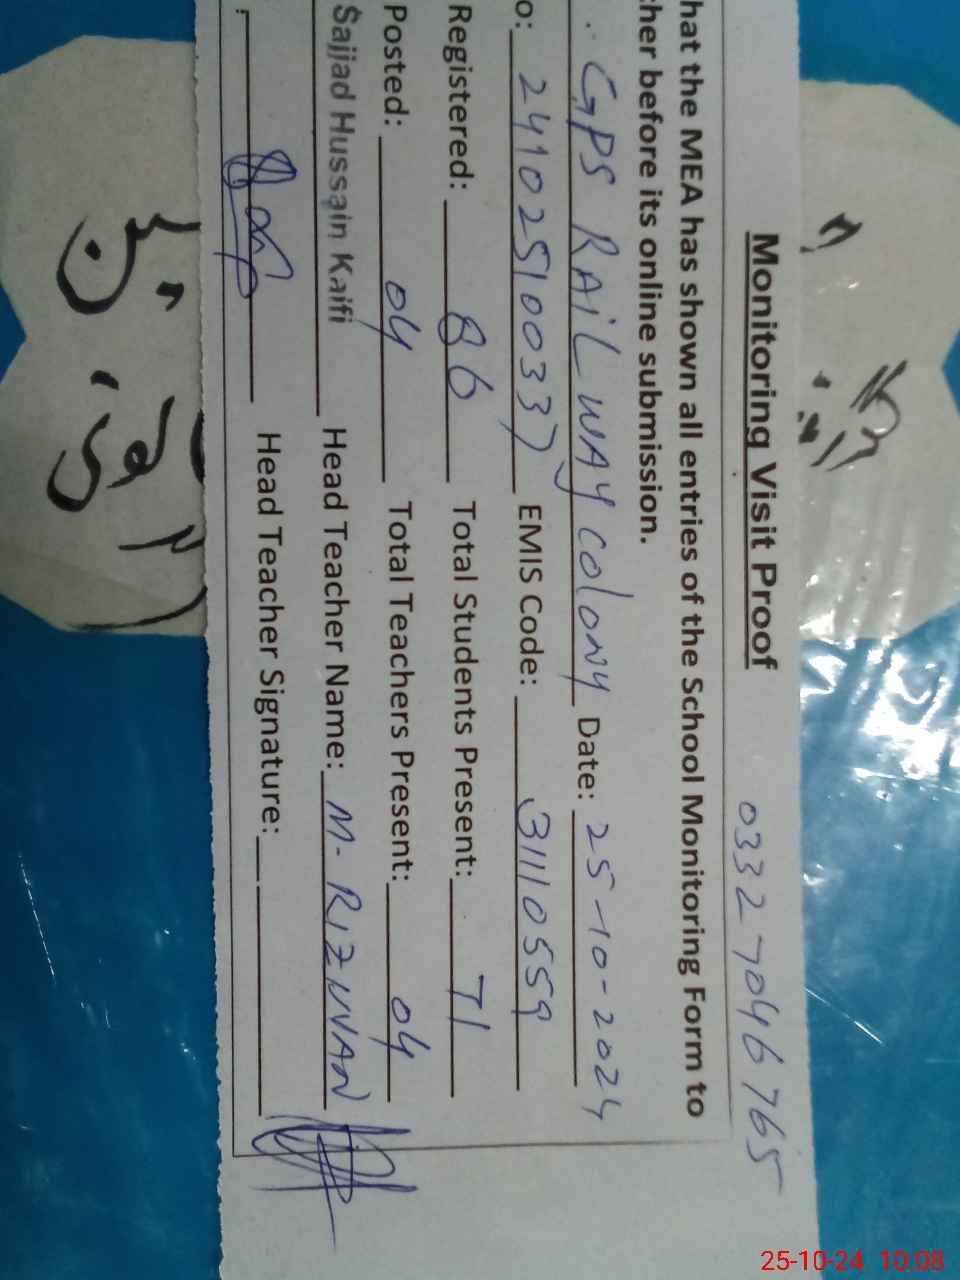 Monitoring Visit Proof 0332 7046765
hat the MEA has shown all entries of the School Monitoring Form to
her before its online submission.
GPS RAILWAY COLONY Date: 25-10-2024
o: 2410251003 37 EMIS Code: 31110559
Registered: 86 Total Students Present: 71
Posted: 04 Total Teachers Present: 04
Sajjad Hussain Kaifi Head Teacher Name: M. RIZWAN
Head Teacher Signature:
25-10-24 10:08